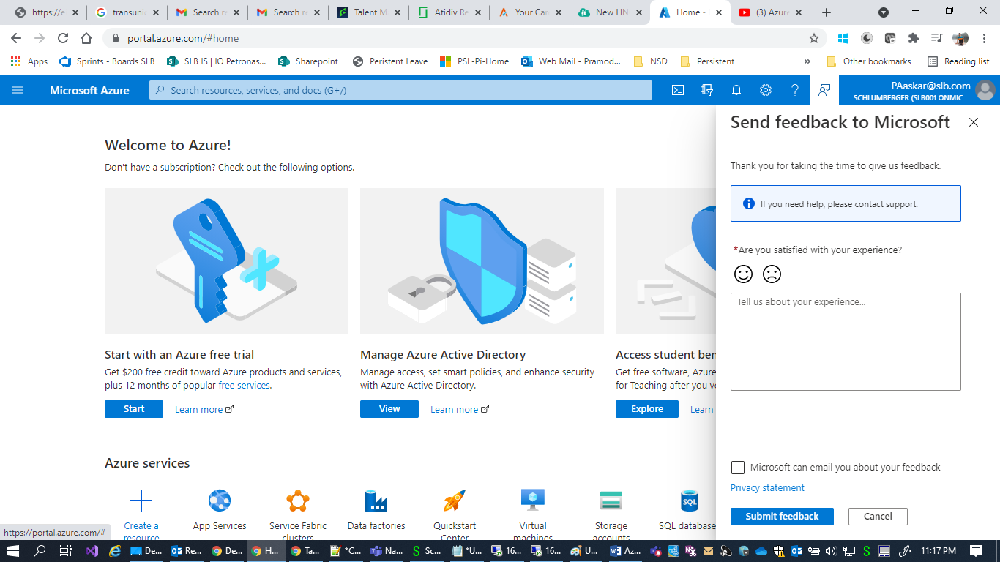 https://e
transunic
Search re
Search re
Talent M
Atidiv Re
Your Car
New LIN
Home - A
(3) Azure
portal.azure.com/#home
Apps
Sprints - Boards SLB
SLB IS | IO Petronas...
Sharepoint
Peristent Leave
PSL-Pi-Home
Web Mail - Pramod...
NSD
Persistent
»
Other bookmarks
Reading list
Microsoft Azure
Search resources, services, and docs (G+/)
PAaskar@slb.com
SCHLUMBERGER (SLB001.ONMIC...
Send feedback to Microsoft
Welcome to Azure!
Don't have a subscription? Check out the following options.
Thank you for taking the time to give us feedback.
If you need help, please contact support.
*Are you satisfied with your experience?
Tell us about your experience...
Start with an Azure free trial
Get $200 free credit toward Azure products and services,
plus 12 months of popular free services.
Start
Learn more
Manage Azure Active Directory
Manage access, set smart policies, and enhance security
with Azure Active Directory.
View
Learn more
Access student ben
Get free software, Azure
for Teaching after you ve
Explore
Learn
Azure services
Create a
resource
App Services
Service Fabric
clusters
Data factories
Quickstart
Center
Virtual
machines
Storage
accounts
SQL
SQL database
Microsoft can email you about your feedback
Privacy statement
Submit feedback
Cancel
https://portal.azure.com/#
De...
Re...
De...
H...
Ta...
*C...
Na...
Sc...
*U...
16...
16...
U...
Az...
11:17 PM